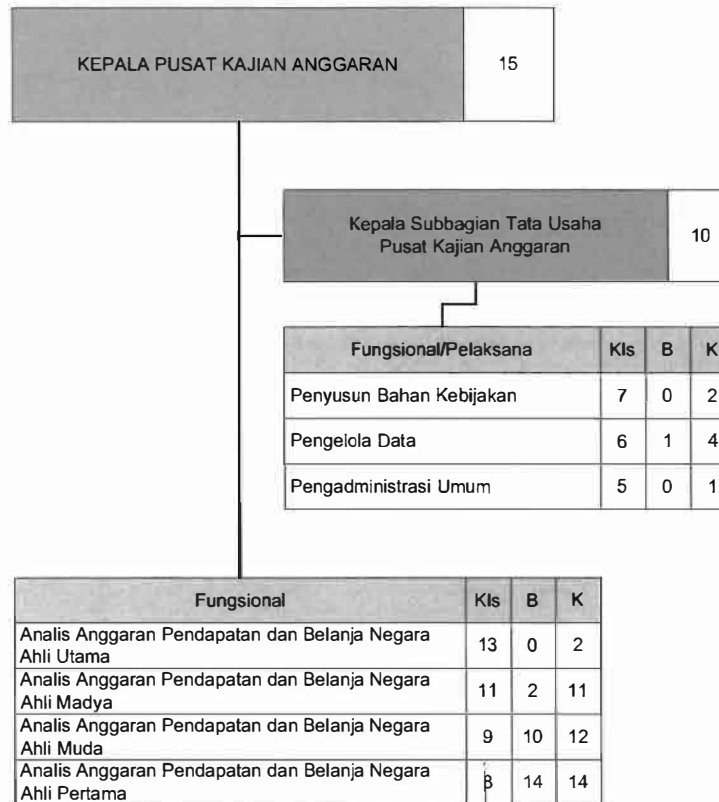 KEPALA PUSAT KAJIAN ANGGARAN 15
Kepala Subbagian Tata Usaha
Pusat Kajian Anggaran
10
Fungsional/Pelaksana Kls B K
Penyusun Bahan Kebijakan 7 0 2
Pengelola Data 6 1 4
Pengadministrasi Umum 5 0 1
Fungsional Kls B K
Analis Anggaran Pendapatan dan Belanja Negara
Ahli Utama
13 0 2
Analis Anggaran Pendapatan dan Belanja Negara
Ahli Madya
11 2 11
Analis Anggaran Pendapatan dan Belanja Negara
Ahli Muda
9 10 12
Analis Anggaran Pendapatan dan Belanja Negara
Ahli Pertama
8 14 14